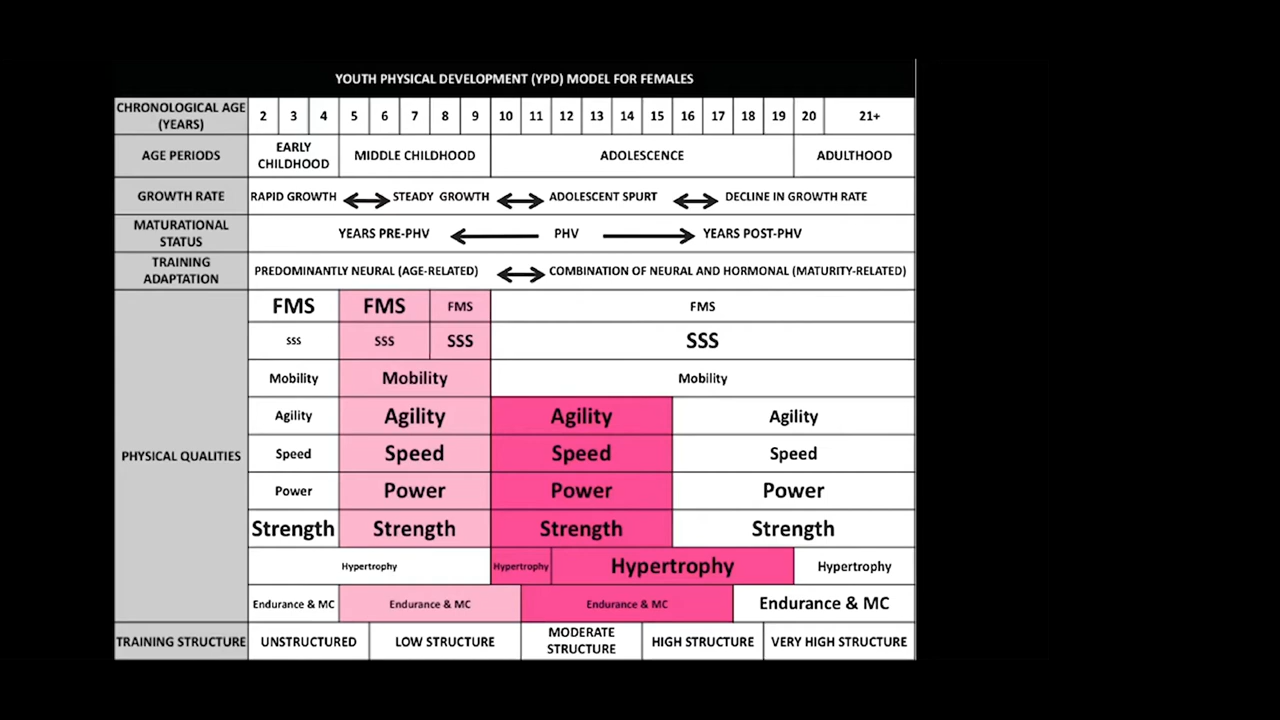 YOUTH PHYSICAL DEVELOPMENT (YPD) MODEL FOR FEMALES
CHRONOLOGICAL AGE
(YEARS)
2 3 4 5 6 7 8 9 10 11 12 13 14 15 16 17 18 19 20 21+
AGE PERIODS
EARLY
CHILDHOOD
MIDDLE CHILDHOOD
ADOLESCENCE
ADULTHOOD
GROWTH RATE
RAPID GROWTH
STEADY GROWTH
ADOLESCENT SPURT
DECLINE IN GROWTH RATE
MATURATIONAL
STATUS
YEARS PRE-PHV
PHV
YEARS POST-PHV
TRAINING
ADAPTATION
PREDOMINANTLY NEURAL (AGE-RELATED)
COMBINATION OF NEURAL AND HORMONAL (MATURITY-RELATED)
PHYSICAL QUALITIES
FMS FMS FMS FMS
SSS SSS SSS SSS
Mobility Mobility Mobility
Agility Agility Agility Agility
Speed Speed Speed Speed
Power Power Power Power
Strength Strength Strength Strength
Hypertrophy Hypertrophy Hypertrophy Hypertrophy
Endurance & MC Endurance & MC Endurance & MC Endurance & MC
TRAINING STRUCTURE
UNSTRUCTURED
LOW STRUCTURE
MODERATE
STRUCTURE
HIGH STRUCTURE
VERY HIGH STRUCTURE